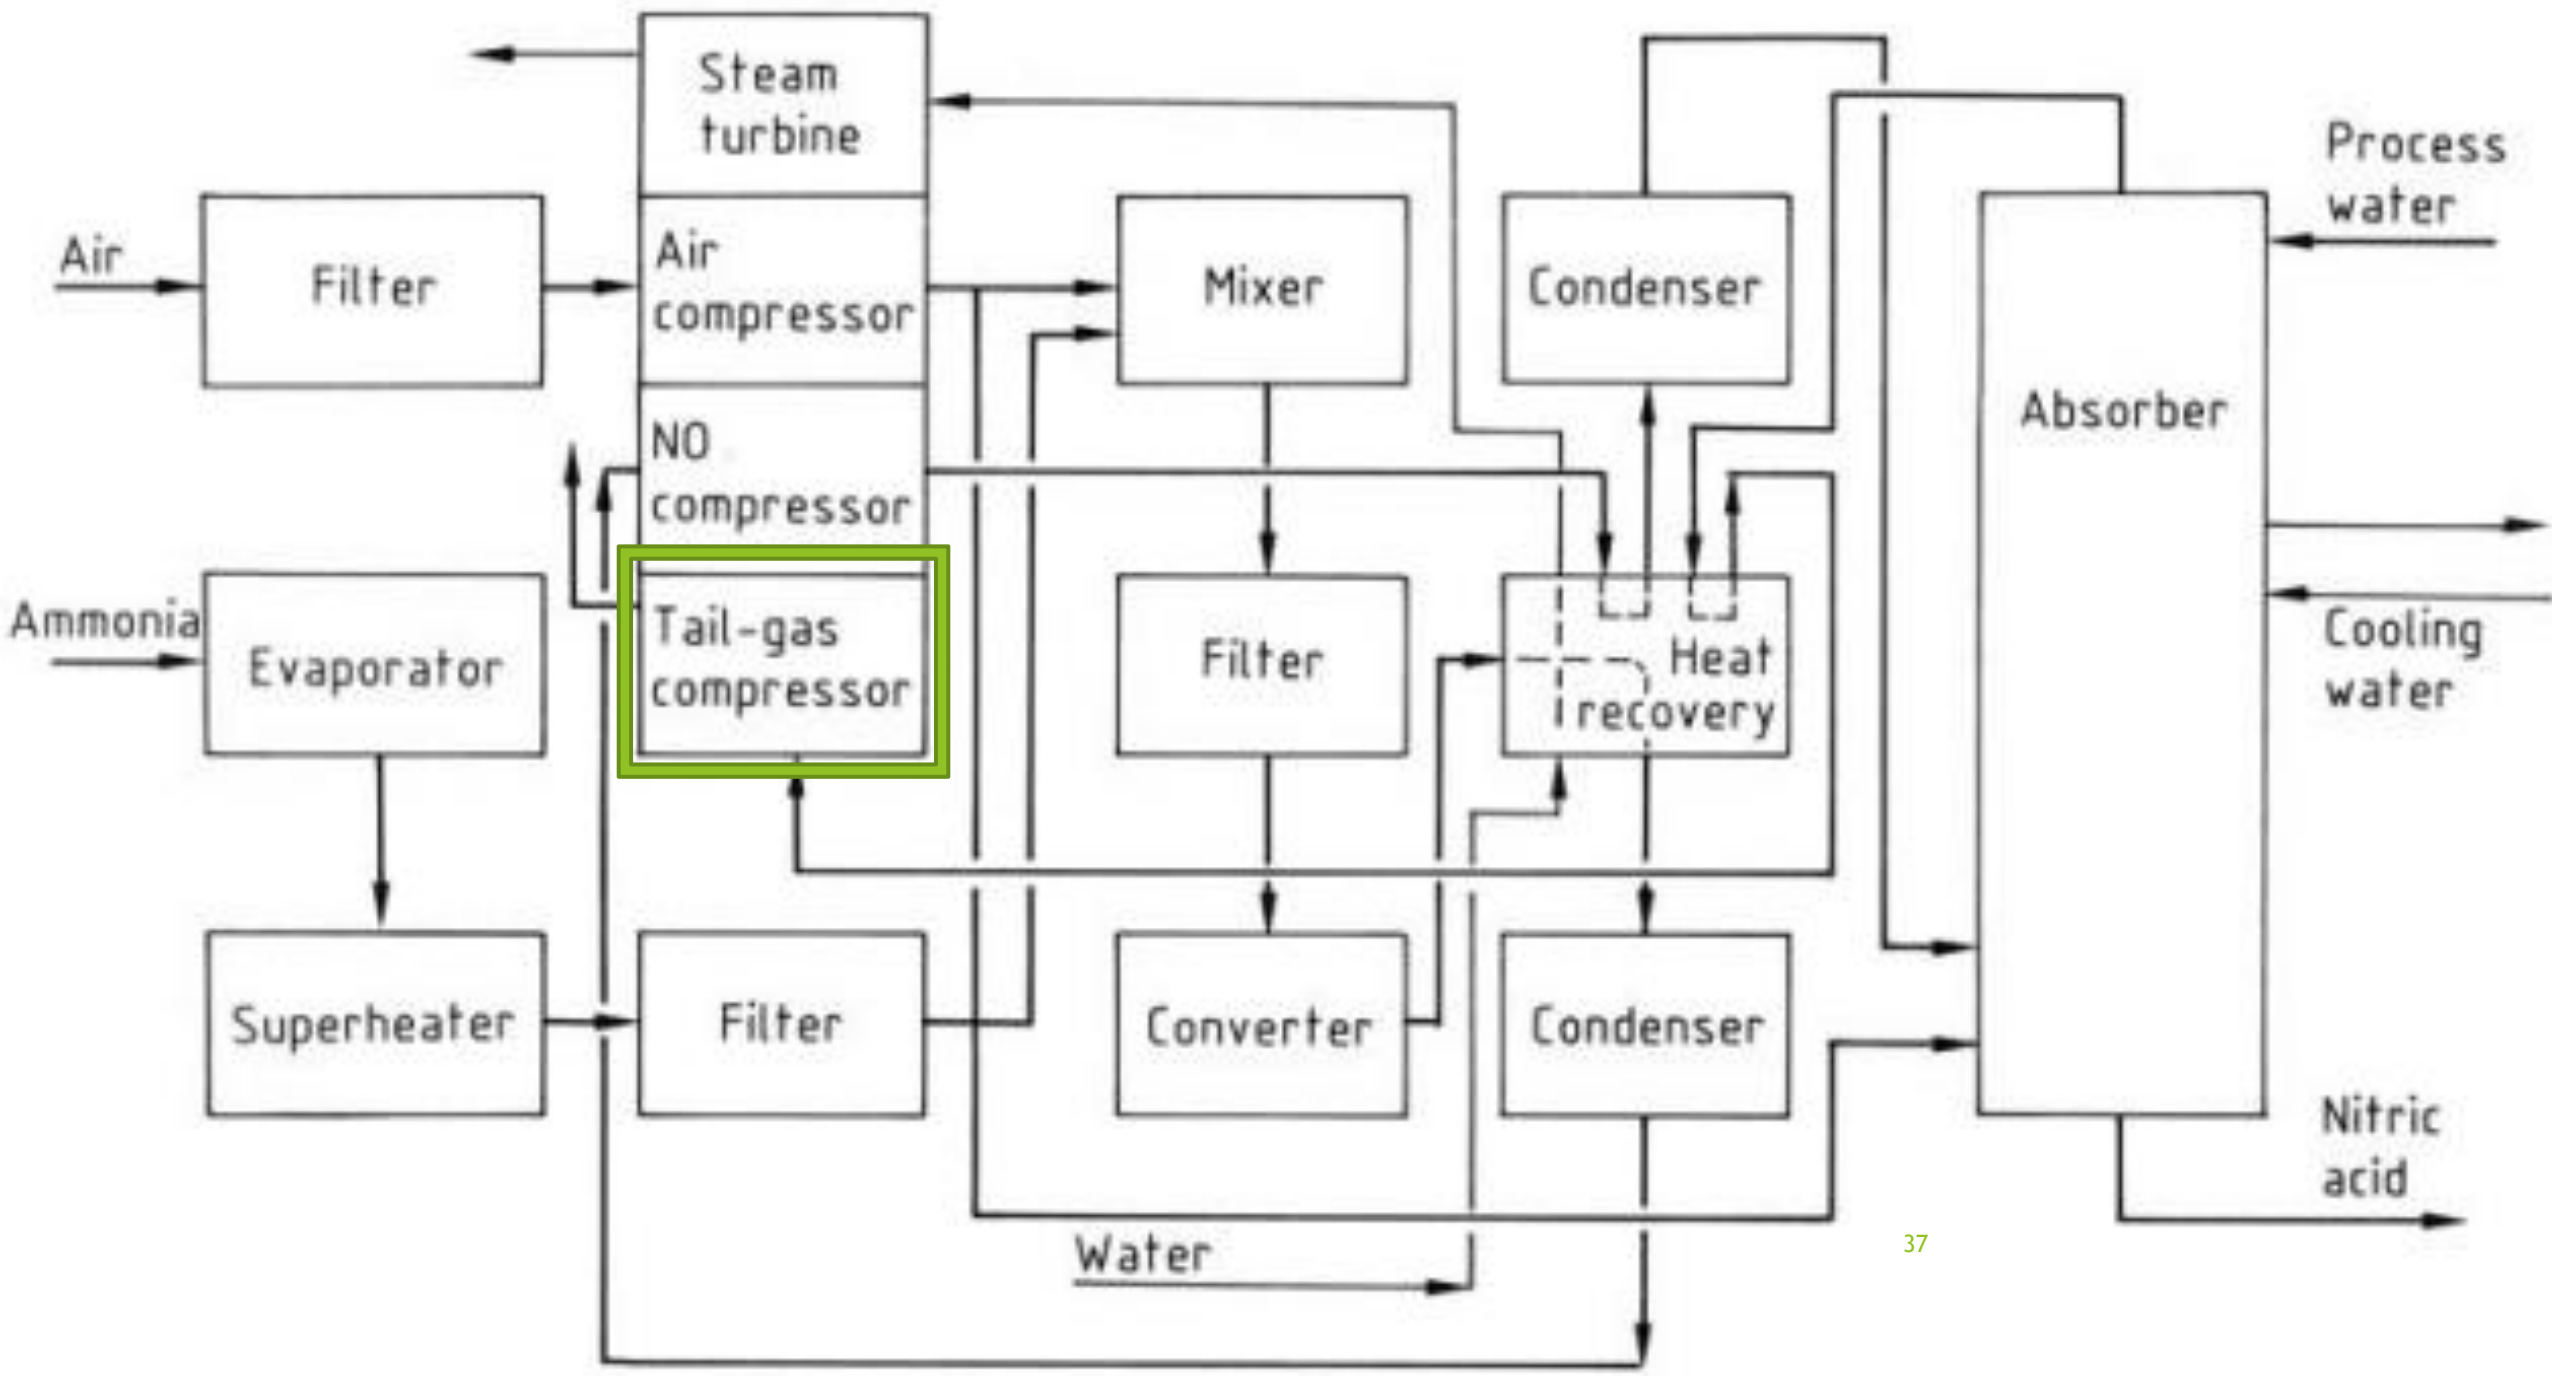 Steam
turbine
Process
water
Air
Filter
Air
compressor
Mixer
Condenser
Absorber
NO
compressor
Ammonia
Evaporator
Tail-gas
compressor
Filter
Heat
recovery
Cooling
water
Superheater
Filter
Converter
Condenser
Nitric
acid
Water
37